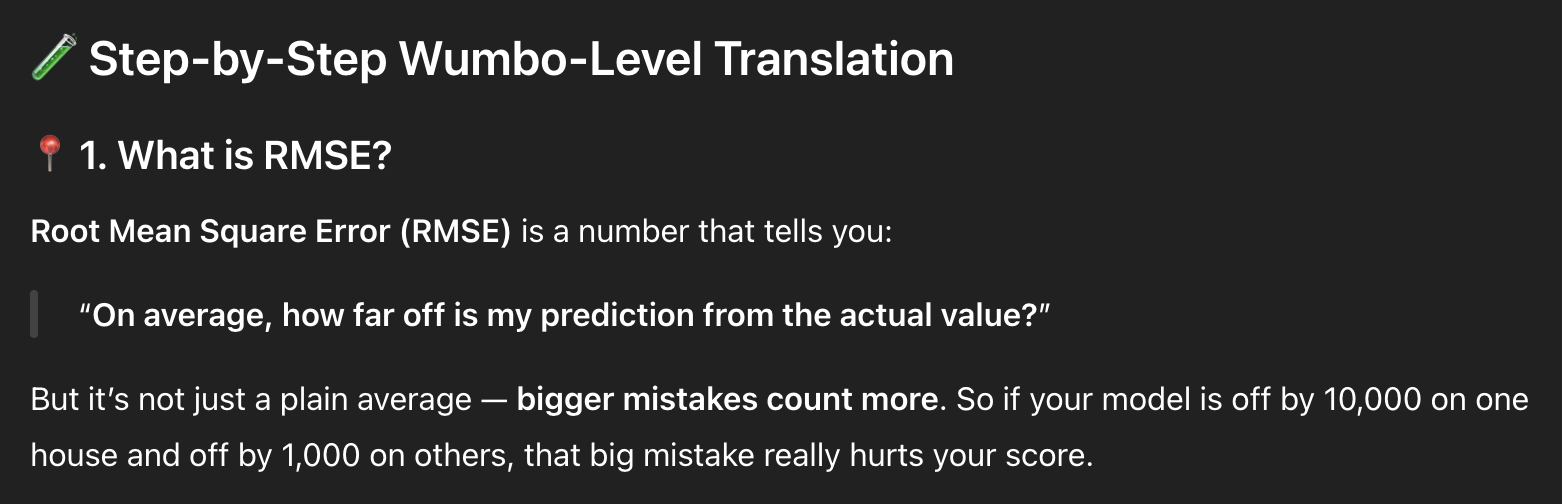 🧪 Step-by-Step Wumbo-Level Translation
📍 1. What is RMSE?
Root Mean Square Error (RMSE) is a number that tells you:
“On average, how far off is my prediction from the actual value?”
But it’s not just a plain average — bigger mistakes count more. So if your model is off by 10,000 on one
house and off by 1,000 on others, that big mistake really hurts your score.